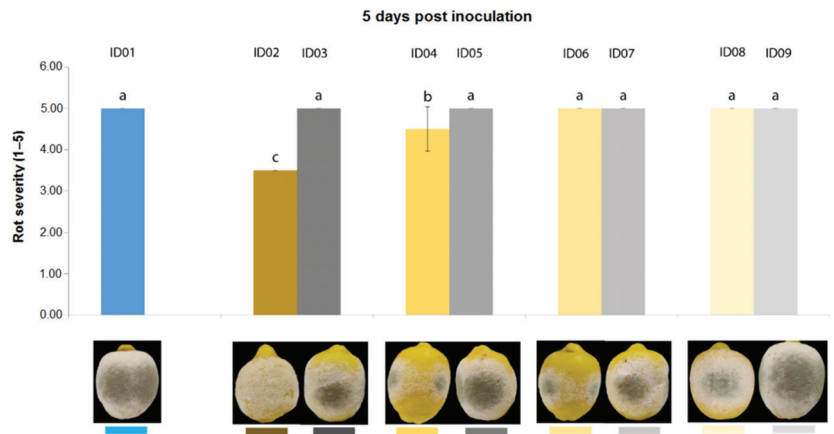 5 days post inoculation
ID01 ID02 ID03 ID04 ID05 ID06 ID07 ID08 ID09
6.00
5.00
4.00
3.00
2.00
1.00
0.00
Rot severity (1–5)
a c a b a a a a a